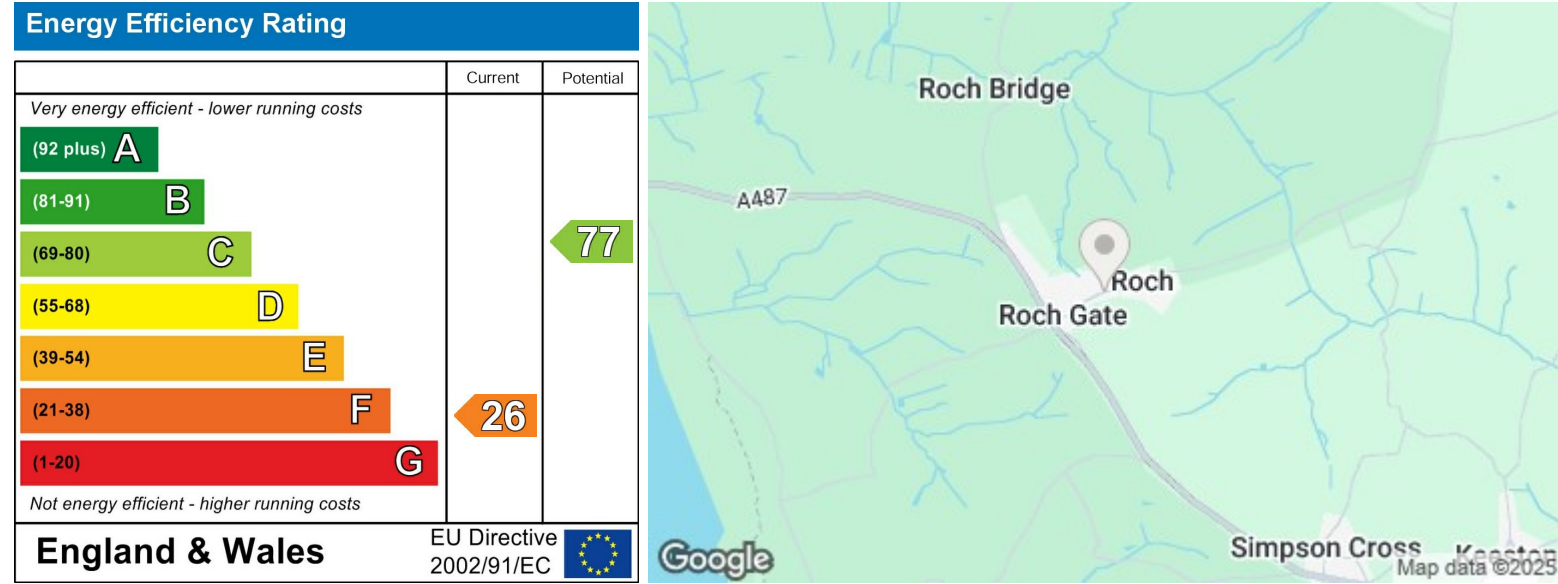 Energy Efficiency Rating
Current
Potential
Very energy efficient - lower running costs
(92 plus) A
(81-91) B
(69-80) C
(55-68) D
(39-54) E
(21-38) F
(1-20) G
77
26
Not energy efficient - higher running costs
England & Wales
EU Directive
2002/91/EC
Roch Bridge
A487
Roch
Roch Gate
Simpson Cross
Keeston
Google
Map data ©2025